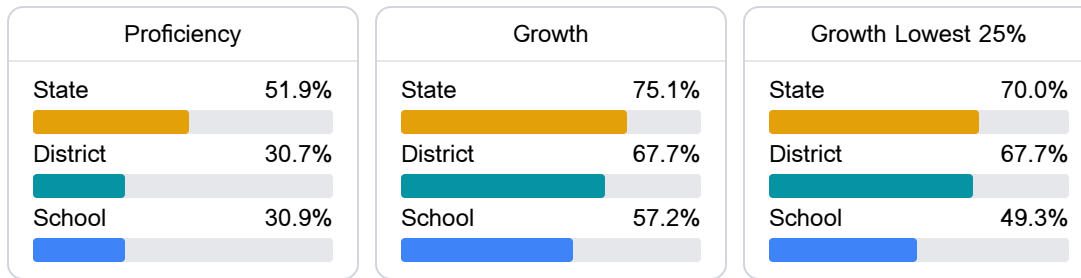 Proficiency
State 51.9%
District 30.7%
School 30.9%
Growth
State 75.1%
District 67.7%
School 57.2%
Growth Lowest 25%
State 70.0%
District 67.7%
School 49.3%